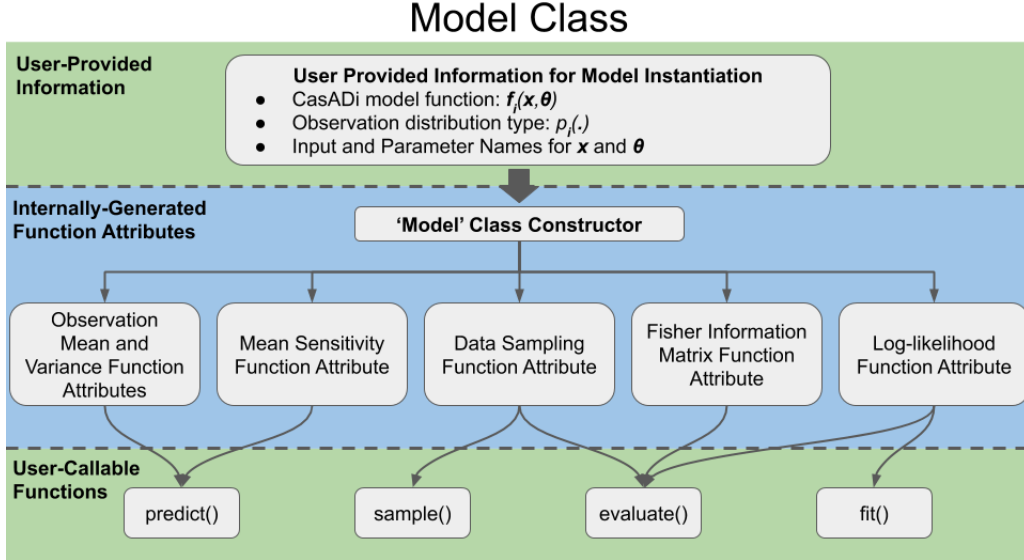 Model Class
User-Provided
Information
User Provided Information for Model Instantiation
● CasADi model function: fᵢ(x,θ)
● Observation distribution type: pᵢ(.)
● Input and Parameter Names for x and θ
Internally-Generated
Function Attributes
‘Model’ Class Constructor
Observation
Mean and
Variance Function
Attributes
Mean Sensitivity
Function Attribute
Data Sampling
Function Attribute
Fisher Information
Matrix Function
Attribute
Log-likelihood
Function Attribute
User-Callable
Functions
predict()
sample()
evaluate()
fit()